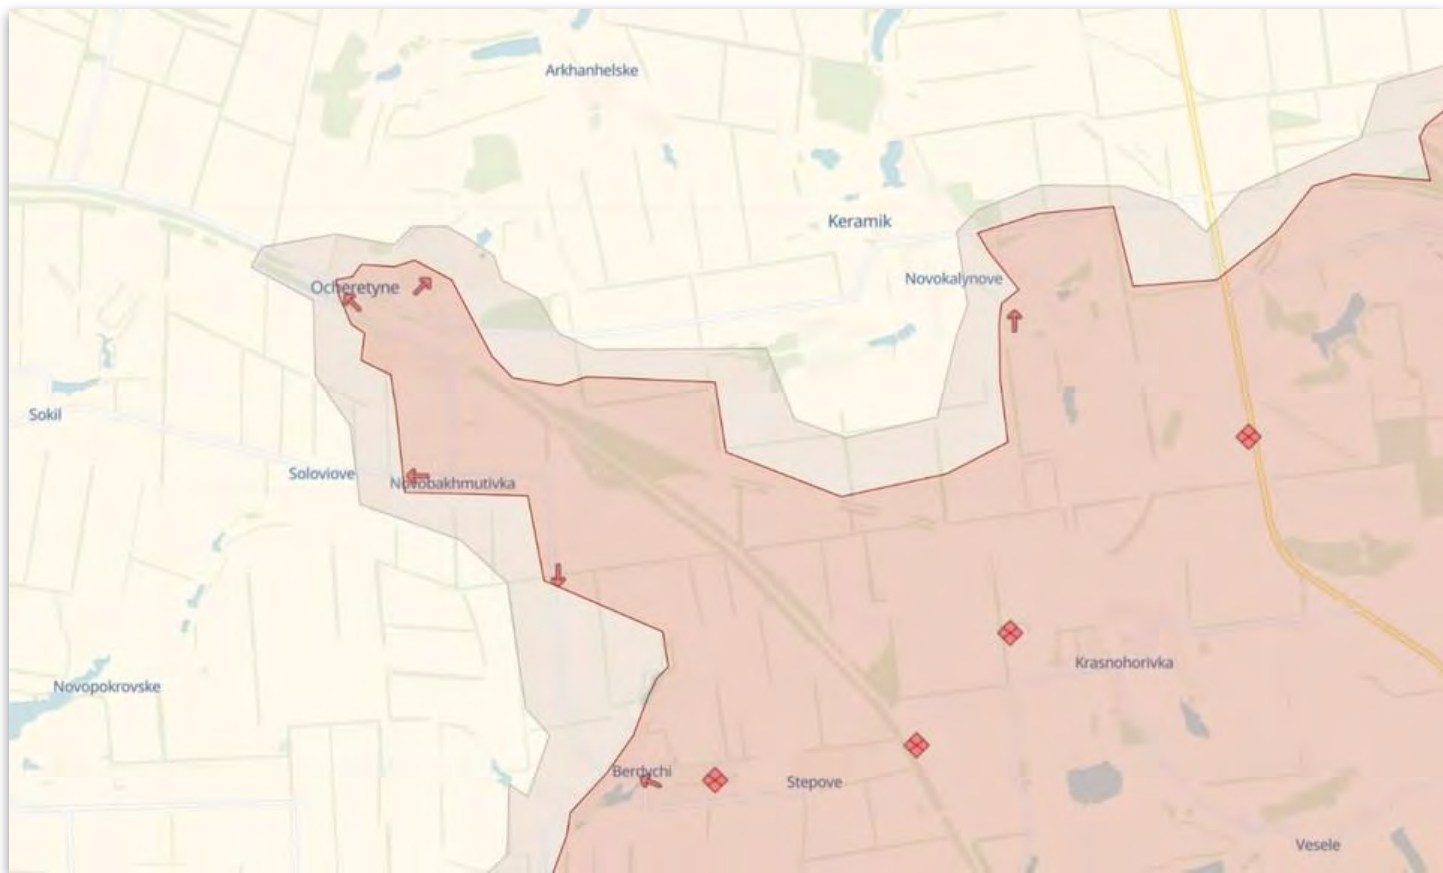 Arkhanhelske
Keramik
Novokalynove
Ocheretyne
Sokil
Soloviove
Novobakhmutivka
Krasnohorivka
Novopokrovske
Berdychi
Stepove
Vesele